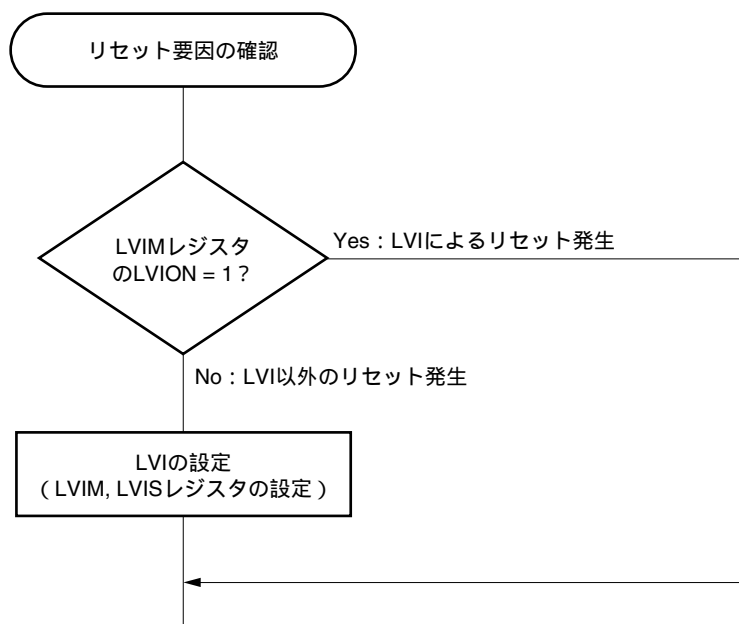 リセット要因の確認
LVIMレジスタ
のLVION = 1？
Yes：LVIによるリセット発生
No：LVI以外のリセット発生
LVIの設定
（LVIM, LVISレジスタの設定）